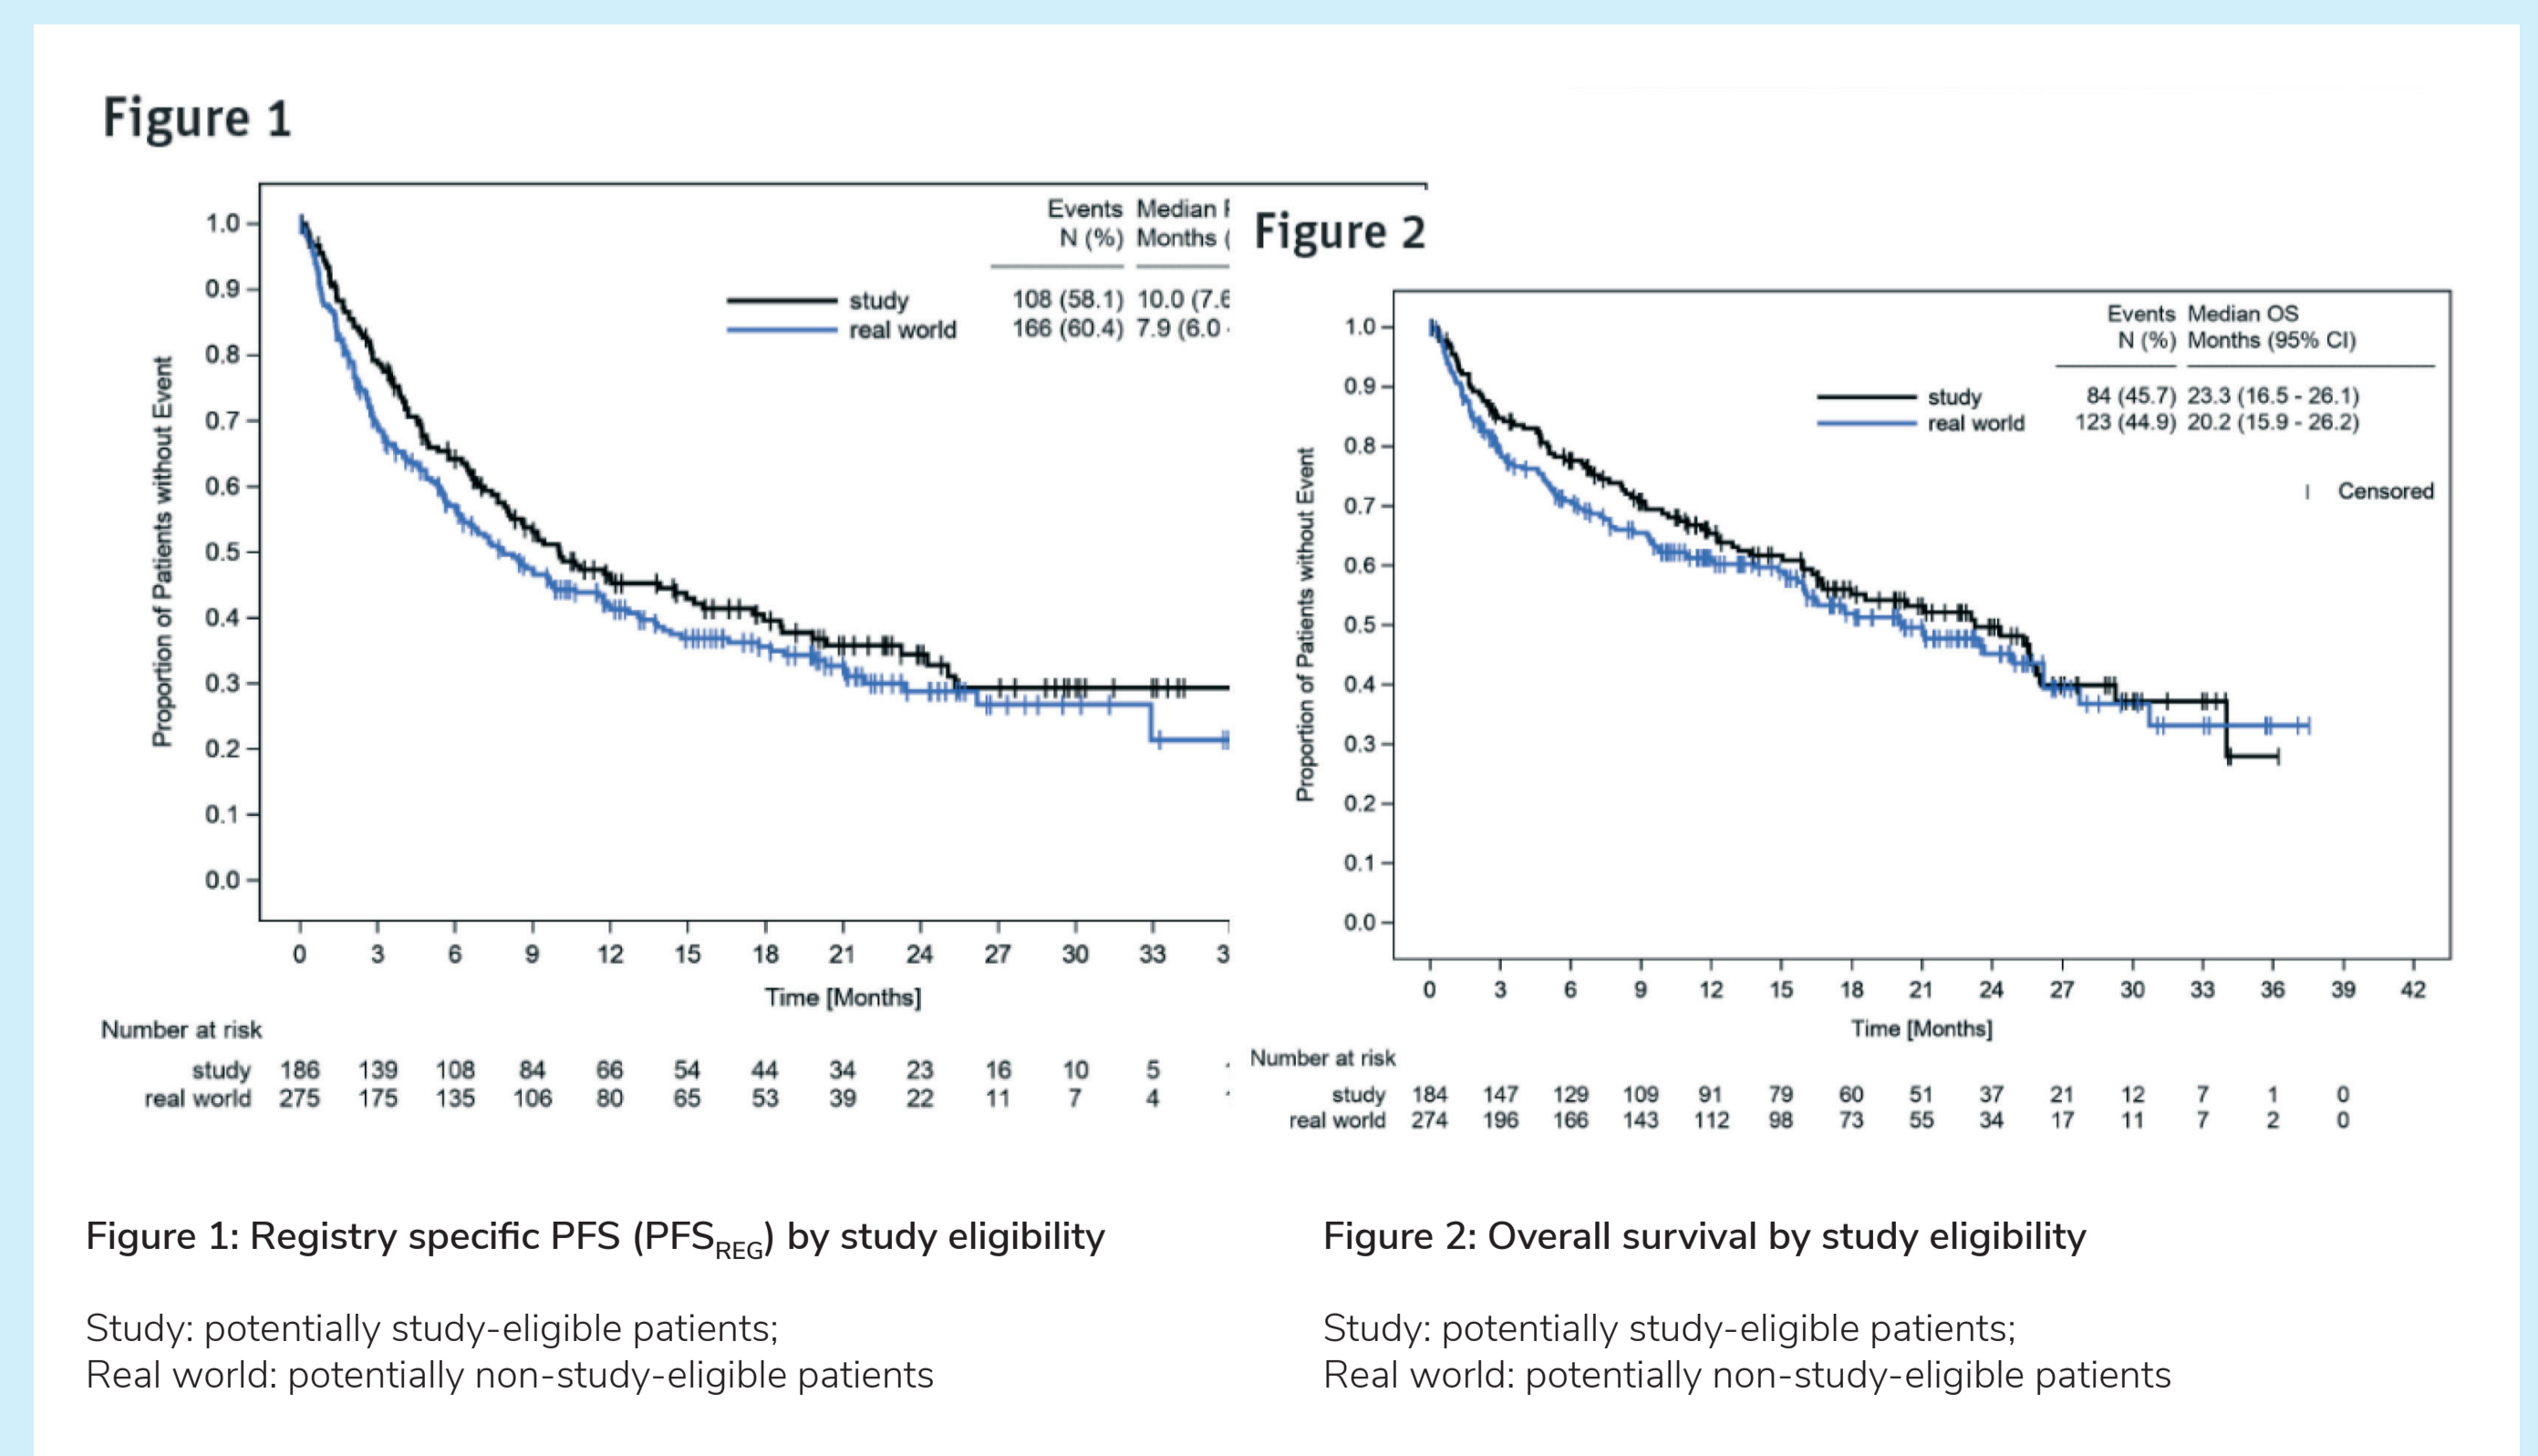 Figure 1
Events Median
N (%) Months (
study 108 (58.1) 10.0 (7.6
real world 166 (60.4) 7.9 (6.0 -
Proportion of Patients without Event
1.0
0.9
0.8
0.7
0.6
0.5
0.4
0.3
0.2
0.1
0.0
0 3 6 9 12 15 18 21 24 27 30 33 3
Time [Months]
Number at risk
study 186 139 108 84 66 54 44 34 23 16 10 5
real world 275 175 135 106 80 65 53 39 22 11 7 4
Figure 2
Events Median OS
N (%) Months (95% CI)
study 84 (45.7) 23.3 (16.5 - 26.1)
real world 123 (44.9) 20.2 (15.9 - 26.2)
| Censored
Proportion of Patients without Event
1.0
0.9
0.8
0.7
0.6
0.5
0.4
0.3
0.2
0.1
0.0
0 3 6 9 12 15 18 21 24 27 30 33 36 39 42
Time [Months]
Number at risk
study 184 147 129 109 91 79 60 51 37 21 12 7 1 0
real world 274 196 166 143 112 98 73 55 34 17 11 7 2 0
Figure 1: Registry specific PFS (PFSREG) by study eligibility
Study: potentially study-eligible patients;
Real world: potentially non-study-eligible patients
Figure 2: Overall survival by study eligibility
Study: potentially study-eligible patients;
Real world: potentially non-study-eligible patients